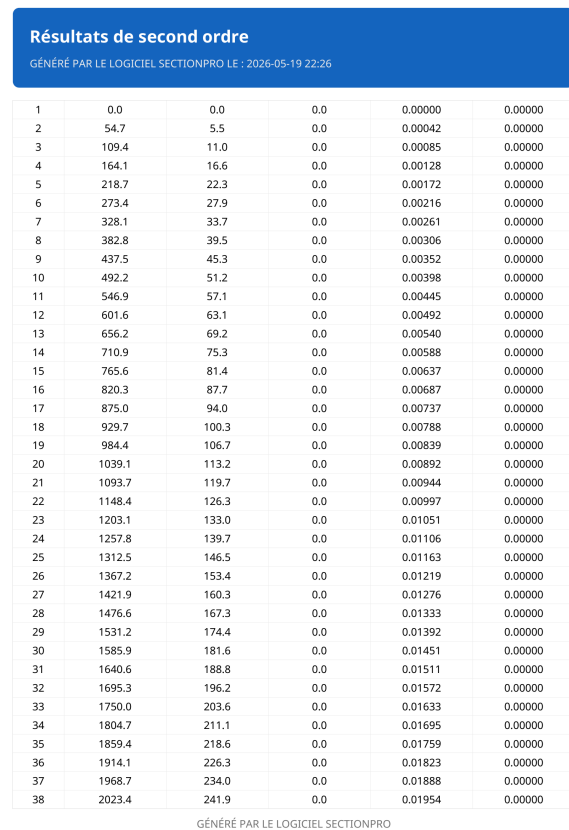 Résultats de second ordre
GÉNÉRÉ PAR LE LOGICIEL SECTIONPRO LE : 2026-05-19 22:26
1 0.0 0.0 0.0 0.00000 0.00000
2 54.7 5.5 0.0 0.00042 0.00000
3 109.4 11.0 0.0 0.00085 0.00000
4 164.1 16.6 0.0 0.00128 0.00000
5 218.7 22.3 0.0 0.00172 0.00000
6 273.4 27.9 0.0 0.00216 0.00000
7 328.1 33.7 0.0 0.00261 0.00000
8 382.8 39.5 0.0 0.00306 0.00000
9 437.5 45.3 0.0 0.00352 0.00000
10 492.2 51.2 0.0 0.00398 0.00000
11 546.9 57.1 0.0 0.00445 0.00000
12 601.6 63.1 0.0 0.00492 0.00000
13 656.2 69.2 0.0 0.00540 0.00000
14 710.9 75.3 0.0 0.00588 0.00000
15 765.6 81.4 0.0 0.00637 0.00000
16 820.3 87.7 0.0 0.00687 0.00000
17 875.0 94.0 0.0 0.00737 0.00000
18 929.7 100.3 0.0 0.00788 0.00000
19 984.4 106.7 0.0 0.00839 0.00000
20 1039.1 113.2 0.0 0.00892 0.00000
21 1093.7 119.7 0.0 0.00944 0.00000
22 1148.4 126.3 0.0 0.00997 0.00000
23 1203.1 133.0 0.0 0.01051 0.00000
24 1257.8 139.7 0.0 0.01106 0.00000
25 1312.5 146.5 0.0 0.01163 0.00000
26 1367.2 153.4 0.0 0.01219 0.00000
27 1421.9 160.3 0.0 0.01276 0.00000
28 1476.6 167.3 0.0 0.01333 0.00000
29 1531.2 174.4 0.0 0.01392 0.00000
30 1585.9 181.6 0.0 0.01451 0.00000
31 1640.6 188.8 0.0 0.01511 0.00000
32 1695.3 196.2 0.0 0.01572 0.00000
33 1750.0 203.6 0.0 0.01633 0.00000
34 1804.7 211.1 0.0 0.01695 0.00000
35 1859.4 218.6 0.0 0.01759 0.00000
36 1914.1 226.3 0.0 0.01823 0.00000
37 1968.7 234.0 0.0 0.01888 0.00000
38 2023.4 241.9 0.0 0.01954 0.00000
GÉNÉRÉ PAR LE LOGICIEL SECTIONPRO